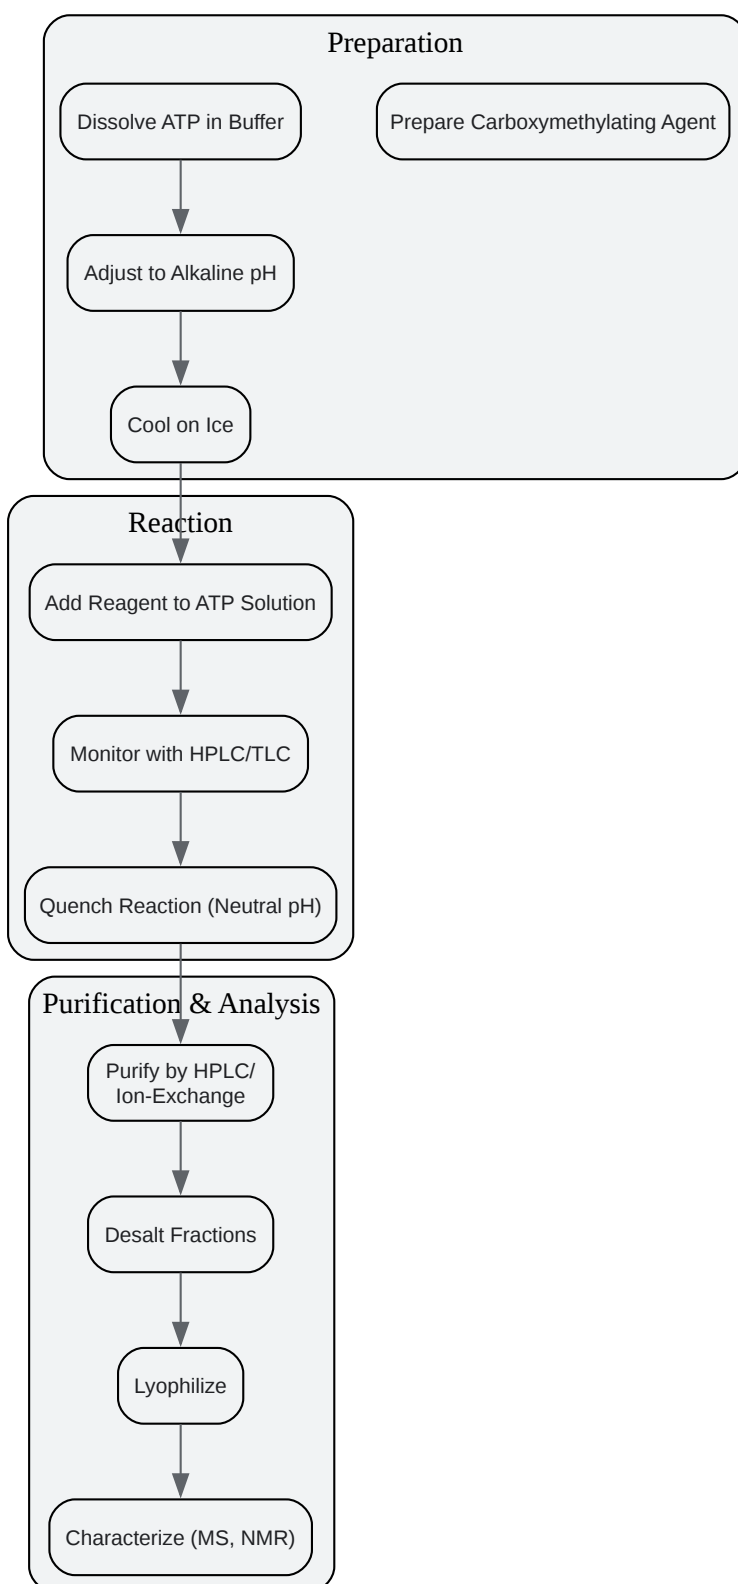 Preparation
Dissolve ATP in Buffer
Prepare Carboxymethylating Agent
Adjust to Alkaline pH
Cool on Ice
Reaction
Add Reagent to ATP Solution
Monitor with HPLC/TLC
Quench Reaction (Neutral pH)
Purification & Analysis
Purify by HPLC/
Ion-Exchange
Desalt Fractions
Lyophilize
Characterize (MS, NMR)